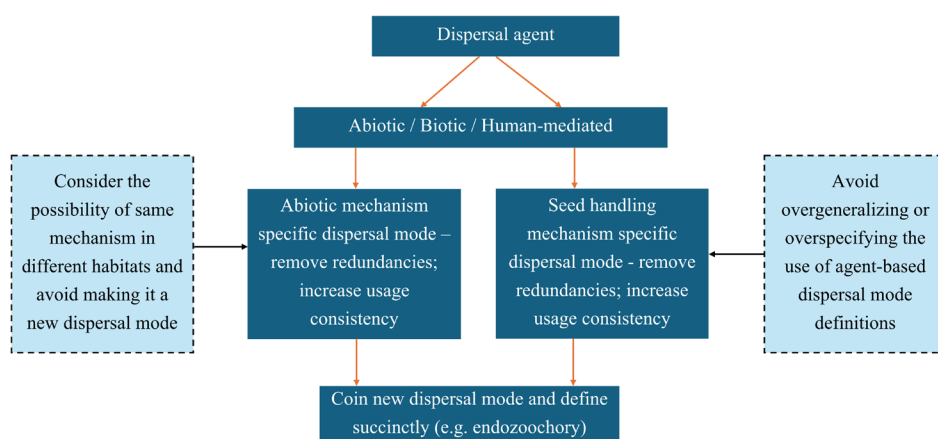 Dispersal agent
Abiotic / Biotic / Human-mediated
Consider the
possibility of same
mechanism in
different habitats and
avoid making it a
new dispersal mode
Abiotic mechanism
specific dispersal mode –
remove redundancies;
increase usage
consistency
Seed handling
mechanism specific
dispersal mode - remove
redundancies; increase
usage consistency
Avoid
overgeneralizing or
overspecifying the
use of agent-based
dispersal mode
definitions
Coin new dispersal mode and define
succinctly (e.g. endozoochory)